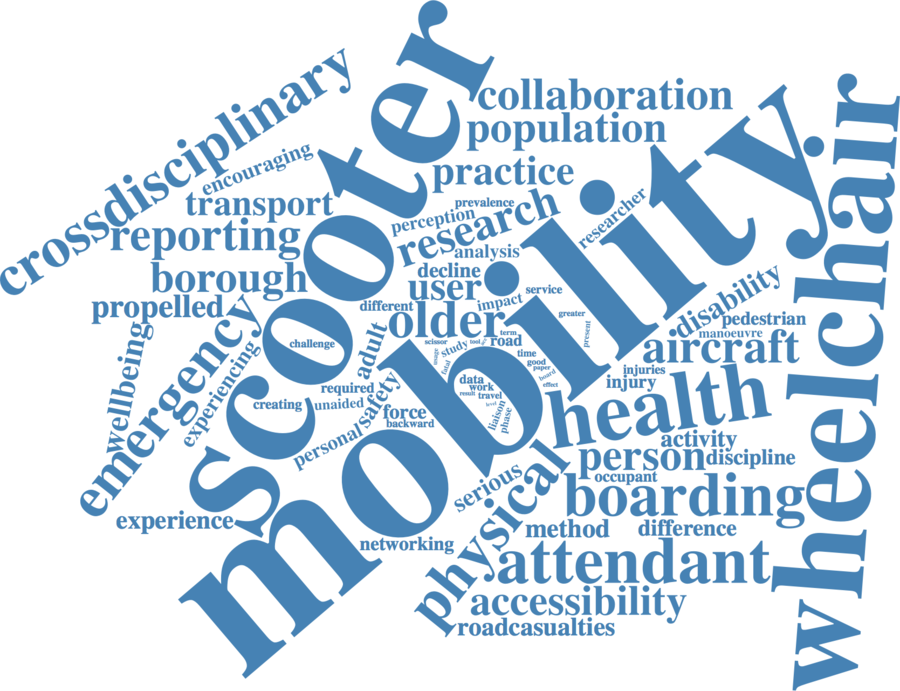 scooter
crossdisciplinary
collaboration
population
encouraging
practice
transport
prevalence
researcher
perception
research
reporting
analysis
mobility
wheelchair
borough
decline
user
service
disability
propelled
different
impact
older
greater
pedestrian
present
manoeuvre
term
road
challenge
adult
scissor
study
tool
aircraft
wellbeing
emergency
experiencing
time
good
paper
fatal
board
effect
injuries
injury
required
safety
data
work
result
travel
level
liaison
phase
creating
unaided
force
backward
health
personal
activity
person
discipline
serious
occupant
physical
boarding
experience
method
difference
networking
attendant
accessibility
roadcasualties